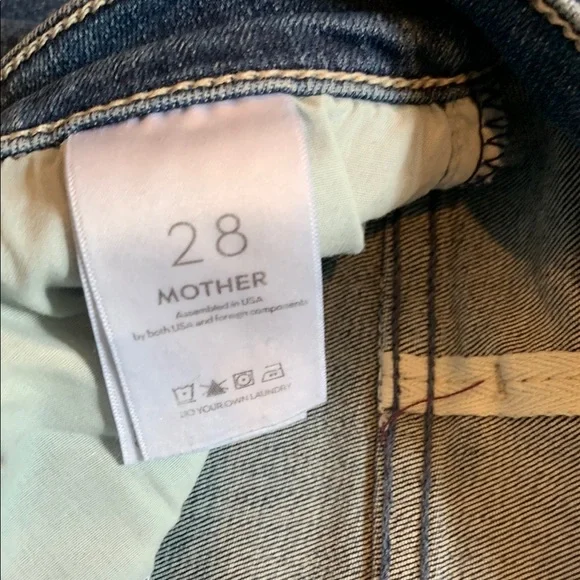 28
MOTHER
Assembled in USA
by both USA and foreign components
DO YOUR OWN LAUNDRY